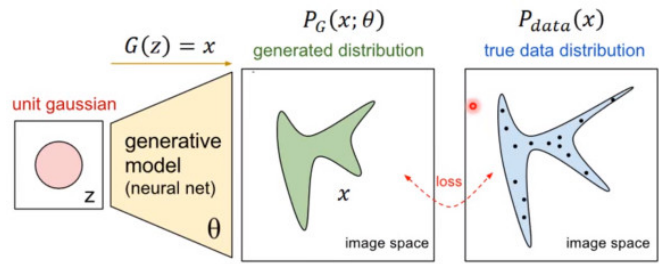 G(z) = x
P_G(x; θ)
generated distribution
P_data(x)
true data distribution
unit gaussian
z
generative
model
(neural net)
θ
x
image space
loss
image space